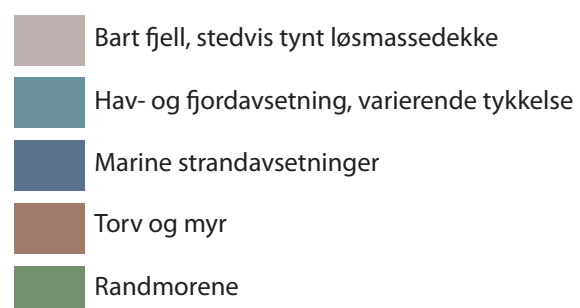 Bart fjell, stedvis tynt løsmassedekke
Hav- og fjordavsetning, varierende tykkelse
Marine strandavsetninger
Torv og myr
Randmorene